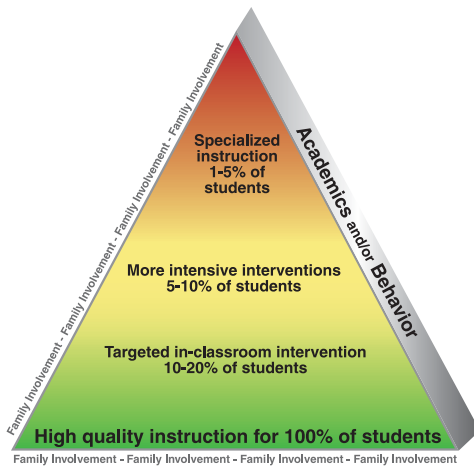 Specialized
instruction
1-5% of
students
Academics and/or Behavior
More intensive interventions
5-10% of students
Targeted in-classroom intervention
10-20% of students
High quality instruction for 100% of students
Family Involvement - Family Involvement - Family Involvement - Family Involvement
Family Involvement - Family Involvement - Family Involvement - Family Involvement